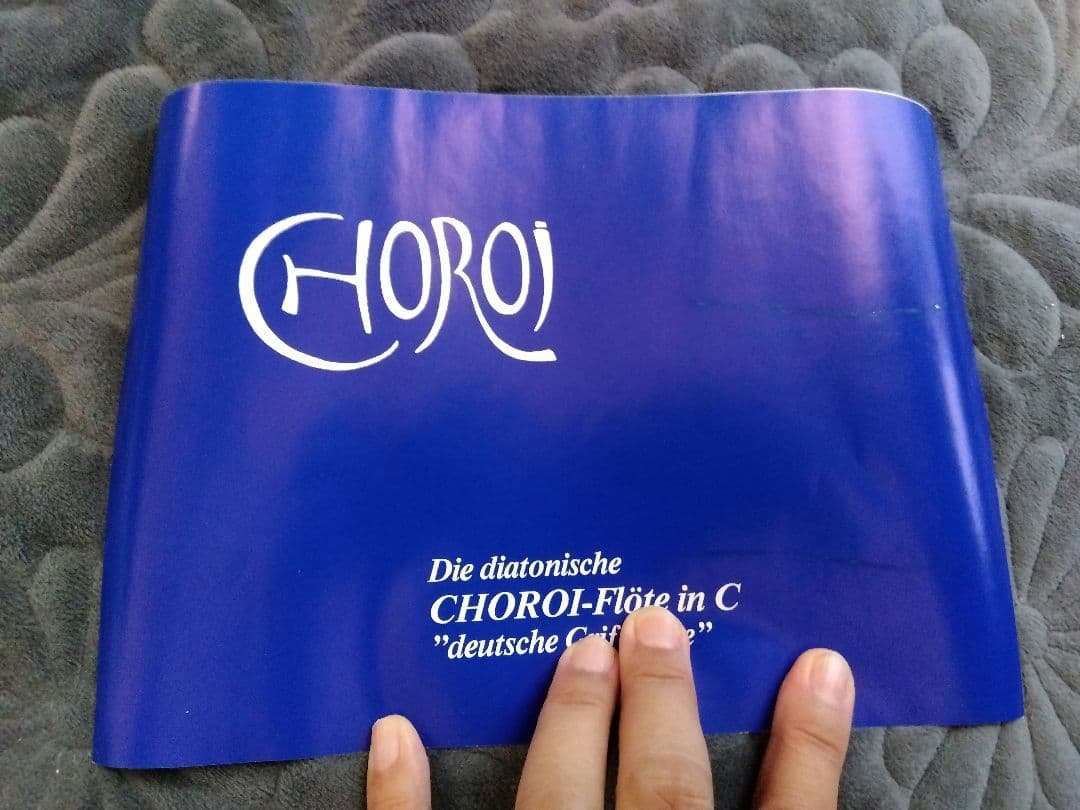 CHOROI
Die diatonische
CHOROI-Flöte in C
”deutsche